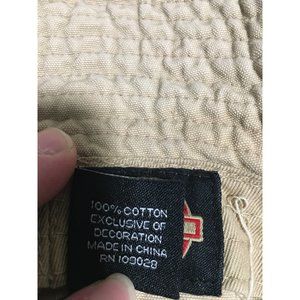 100% COTTON
EXCLUSIVE OF
DECORATION
MADE IN CHINA
RN 109028